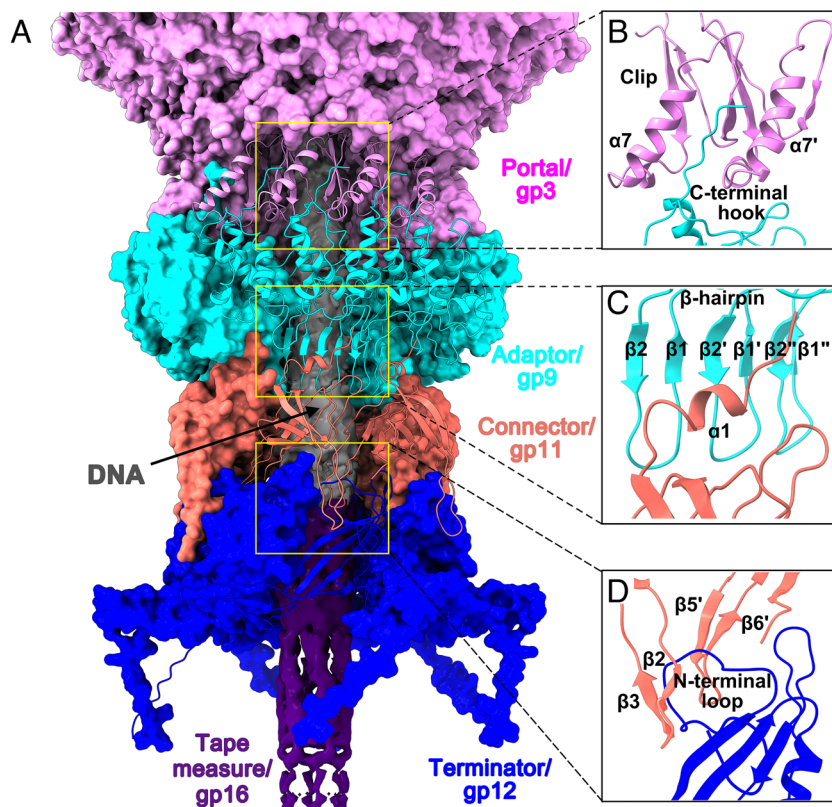 A
Portal/
gp3
Adaptor/
gp9
Connector/
gp11
DNA
Tape
measure/
gp16
Terminator/
gp12
B
Clip
α7
α7'
C-terminal
hook
C
β-hairpin
β2 β1 β2' β1' β2" β1"
α1
D
β5'
β6'
β2
N-terminal
β3
loop